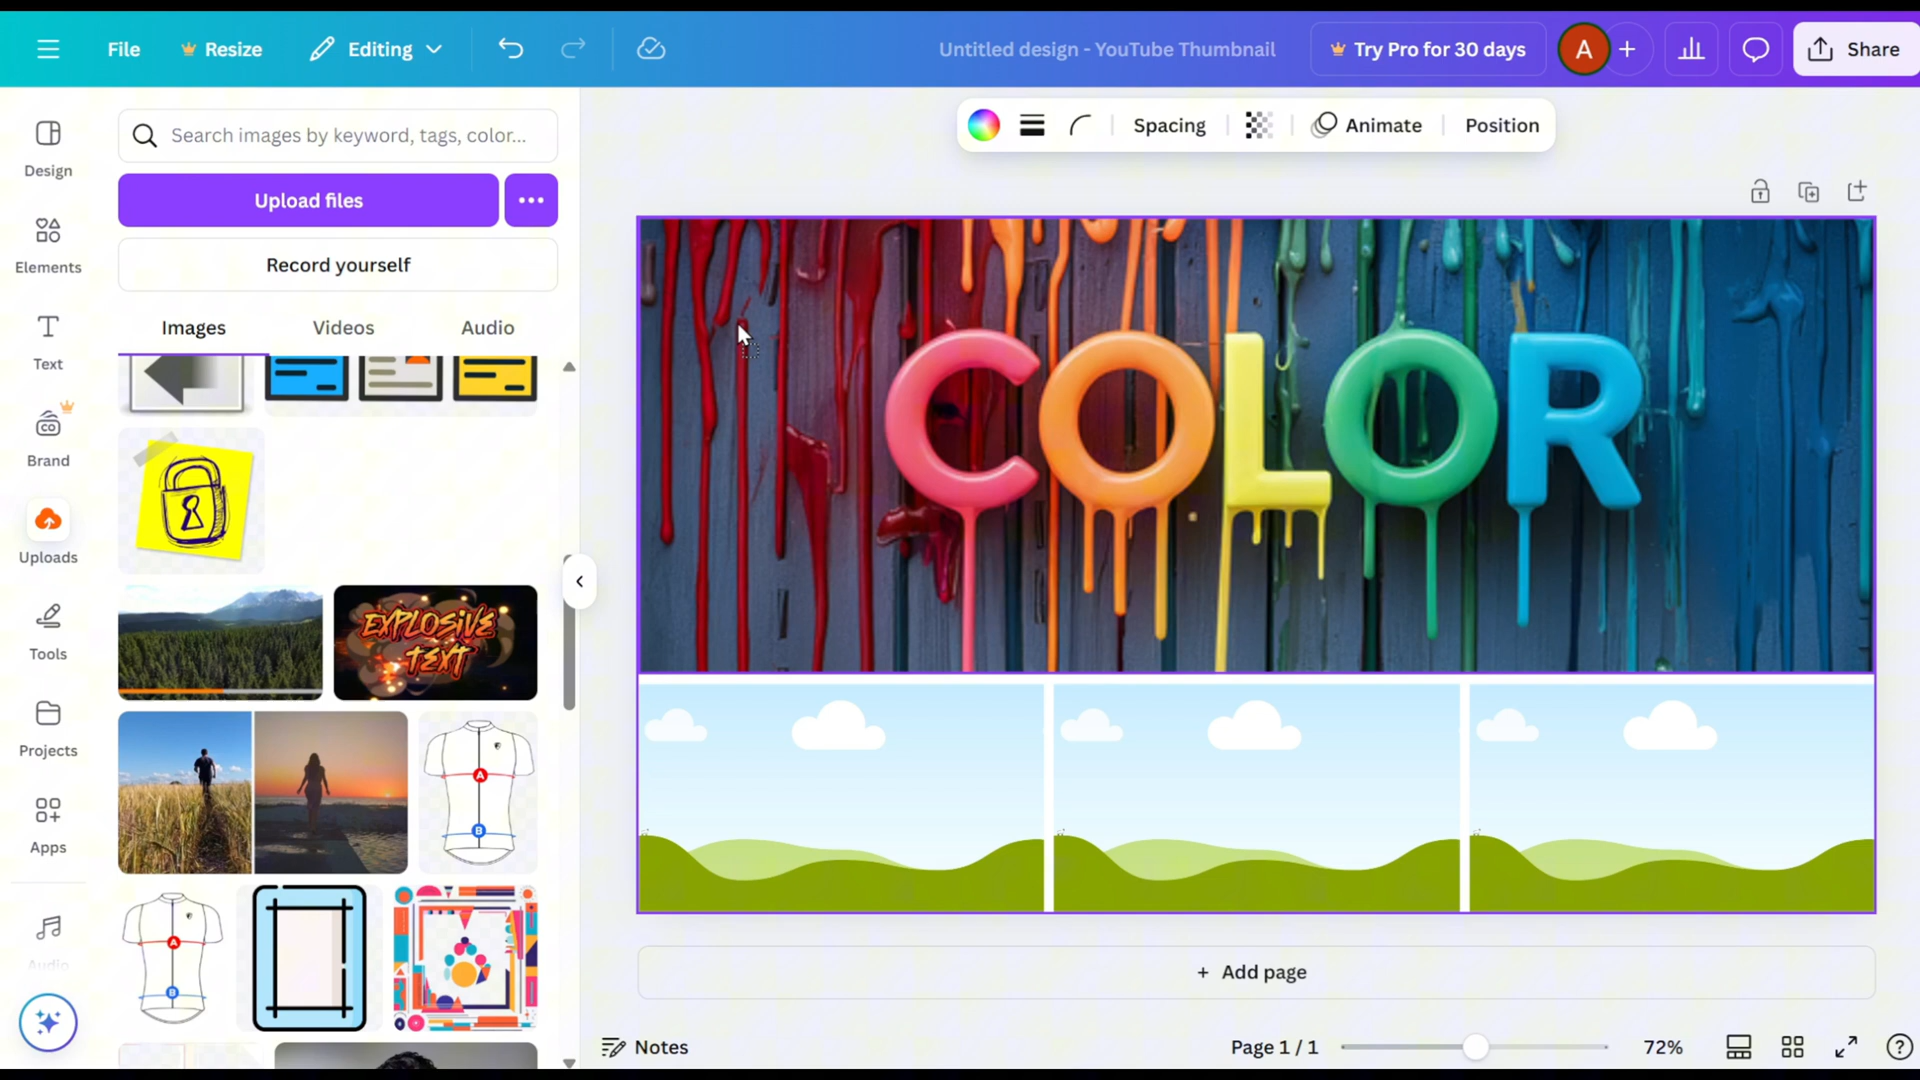 File
Resize
Editing
Untitled design - YouTube Thumbnail
Try Pro for 30 days
A
Share
Design
Elements
Text
CO
Brand
Uploads
Tools
Projects
Apps
Audio
Search images by keyword, tags, color...
Upload files
Record yourself
Images
Videos
Audio
EXPLOSIVE
TEXT
A
B
A
B
Spacing
Animate
Position
COLOR
+ Add page
Notes
Page 1 / 1
72%